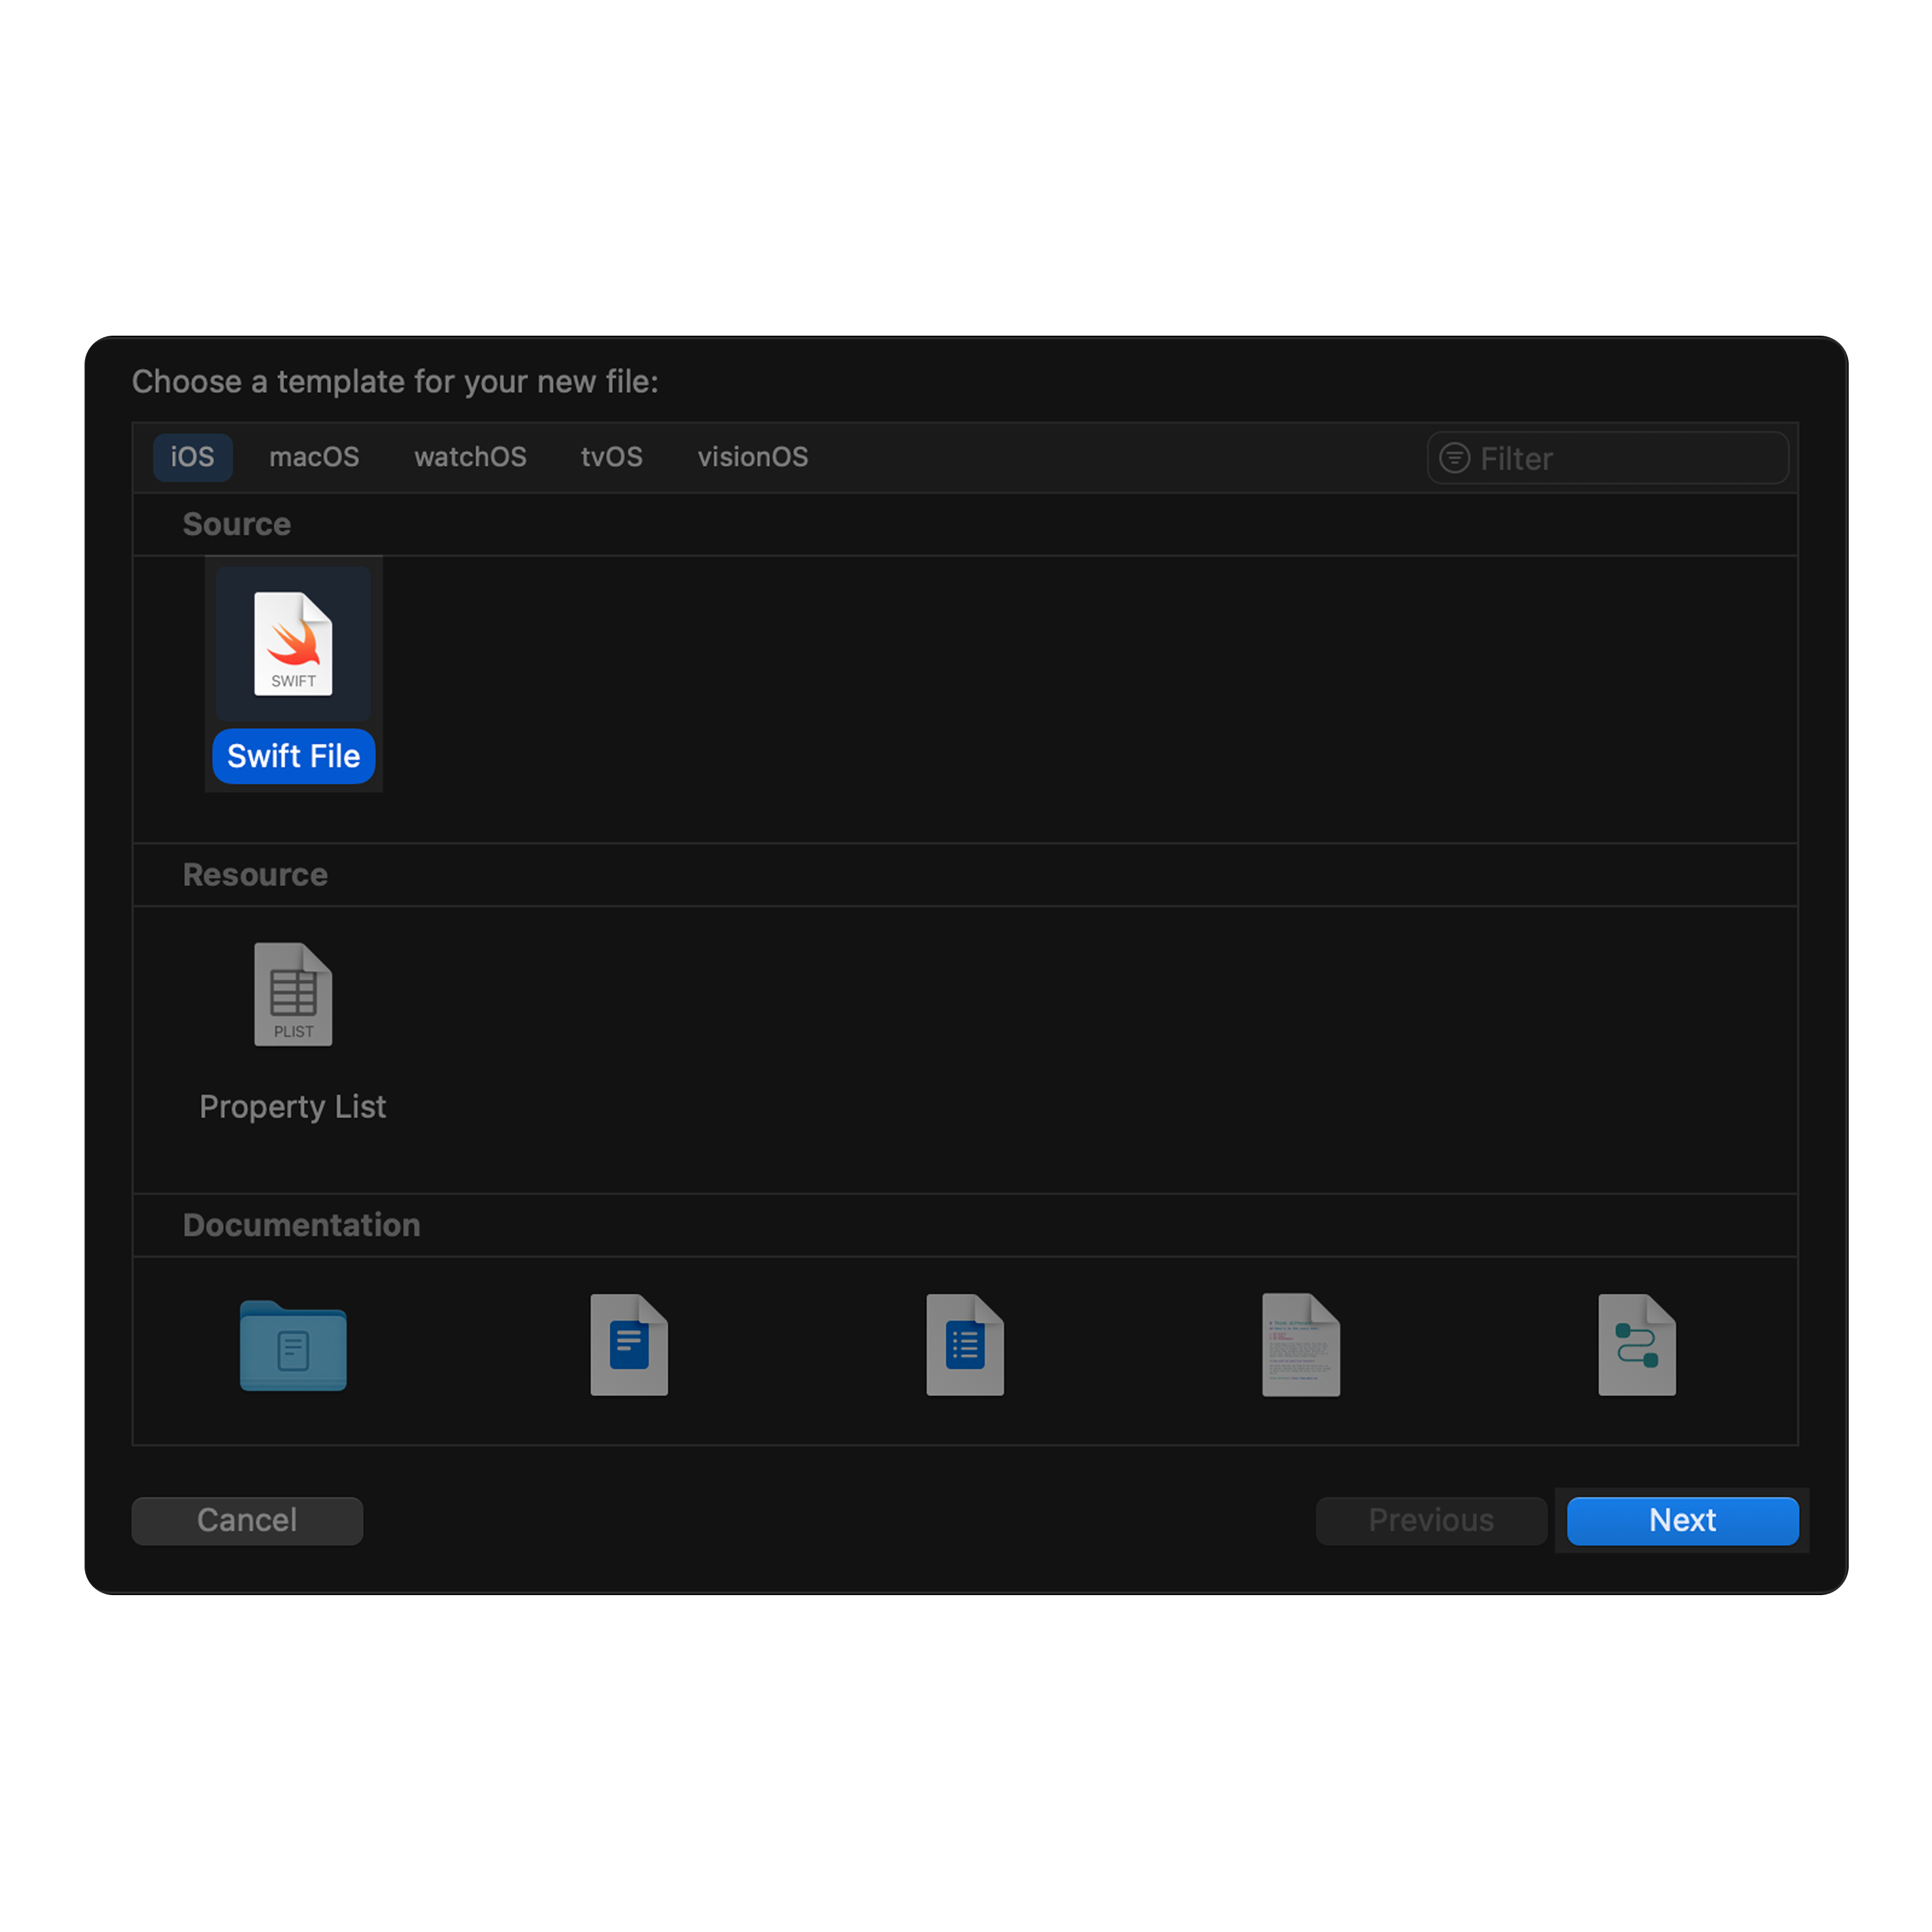 Choose a template for your new file:
iOS macOS watchOS tvOS visionOS Filter
Source
SWIFT
Swift File
Resource
PLIST
Property List
Documentation
Cancel Previous Next